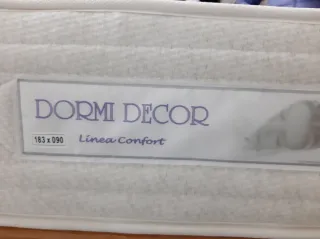 DORMI DECOR
183 x 090 Linea Confort